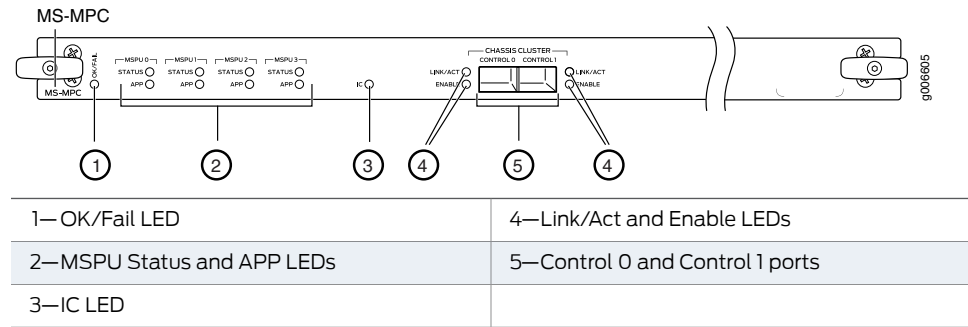 MS-MPC
CHASSIS CLUSTER
MSPU 0 MSPU 1 MSPU 2 MSPU 3 CONTROL 0 CONTROL 1
OK/FAIL
STATUS STATUS STATUS STATUS LINK/ACT LINK/ACT
APP APP APP APP IC ENABLE ENABLE
MS-MPC
g006605
1 2 3 4 5 4
1—OK/Fail LED 4—Link/Act and Enable LEDs
2—MSPU Status and APP LEDs 5—Control 0 and Control 1 ports
3—IC LED